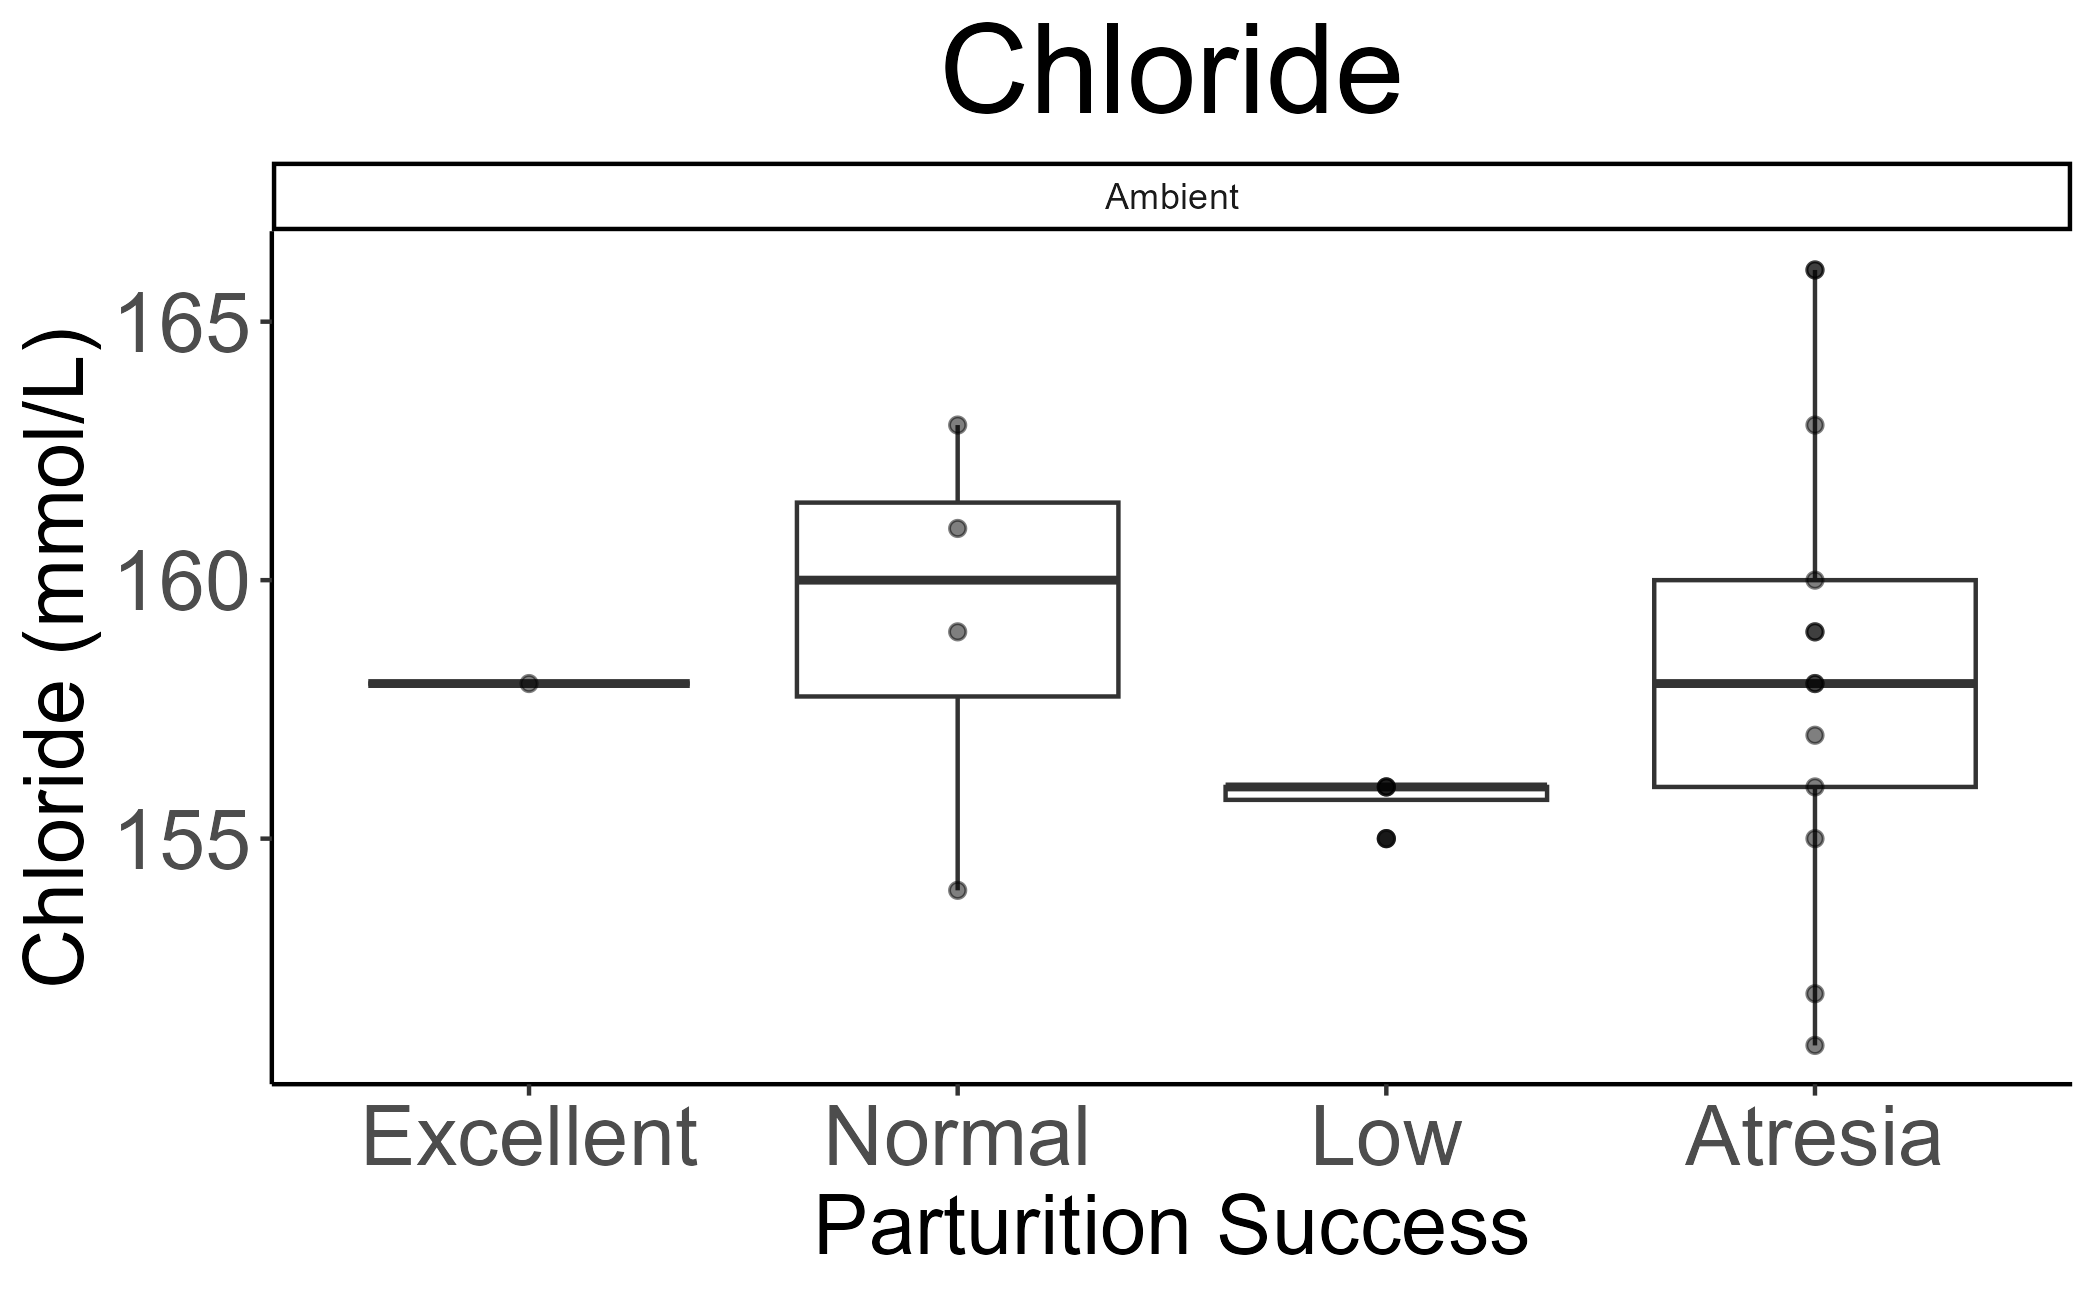 Chloride
Ambient
Chloride (mmol/L)
165
160
155
Excellent Normal Low Atresia
Parturition Success